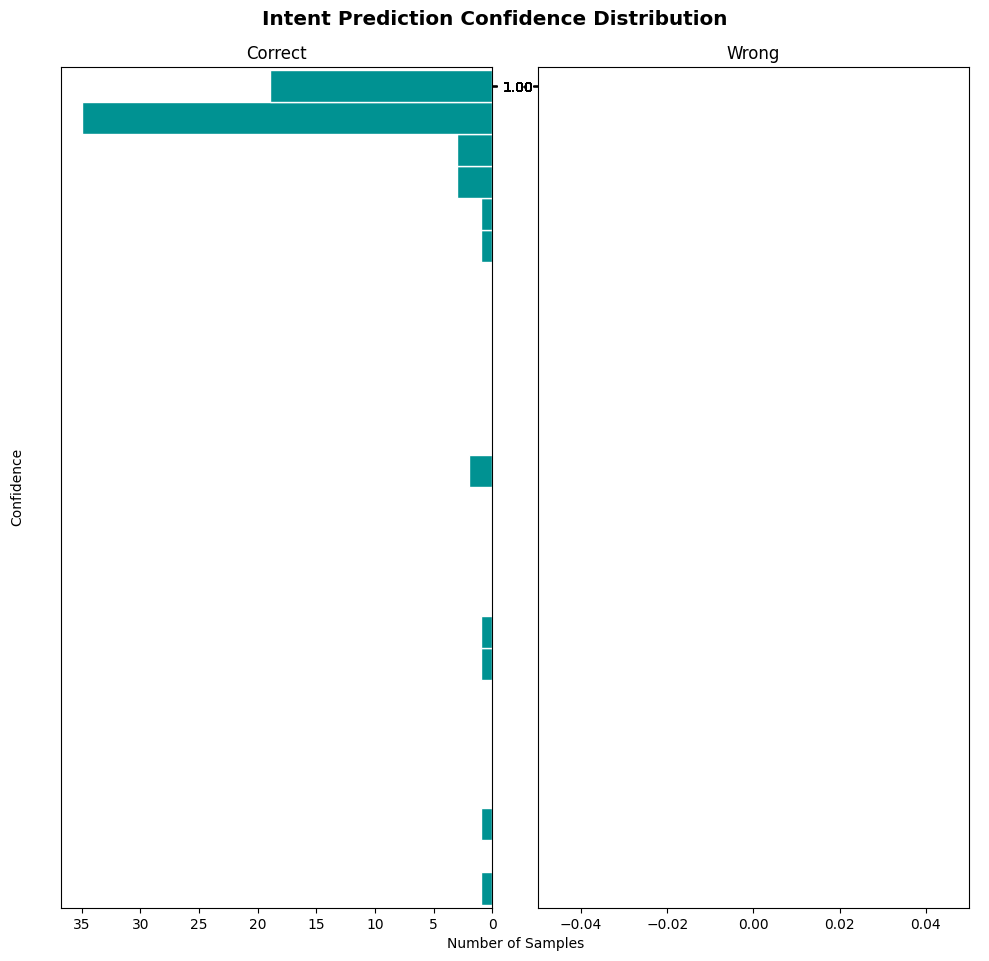 Intent Prediction Confidence Distribution
Correct
Wrong
1.00
Confidence
35 30 25 20 15 10 5 0
−0.04 −0.02 0.00 0.02 0.04
Number of Samples